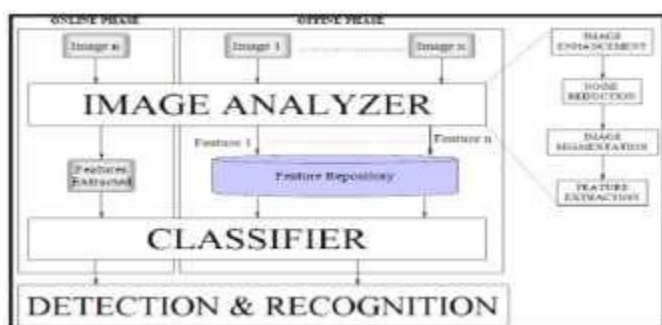 ONLINE PHASE
OFFINE PHASE
Image n
Image 1
Image n
IMAGE
ENHANCEMENT
IMAGE ANALYZER
NOISE
REDUCTION
Feature 1
Feature n
IMAGE
SEGMENTATION
Features
Extracted
Feature Repository
FEATURE
EXTRACTION
CLASSIFIER
DETECTION & RECOGNITION